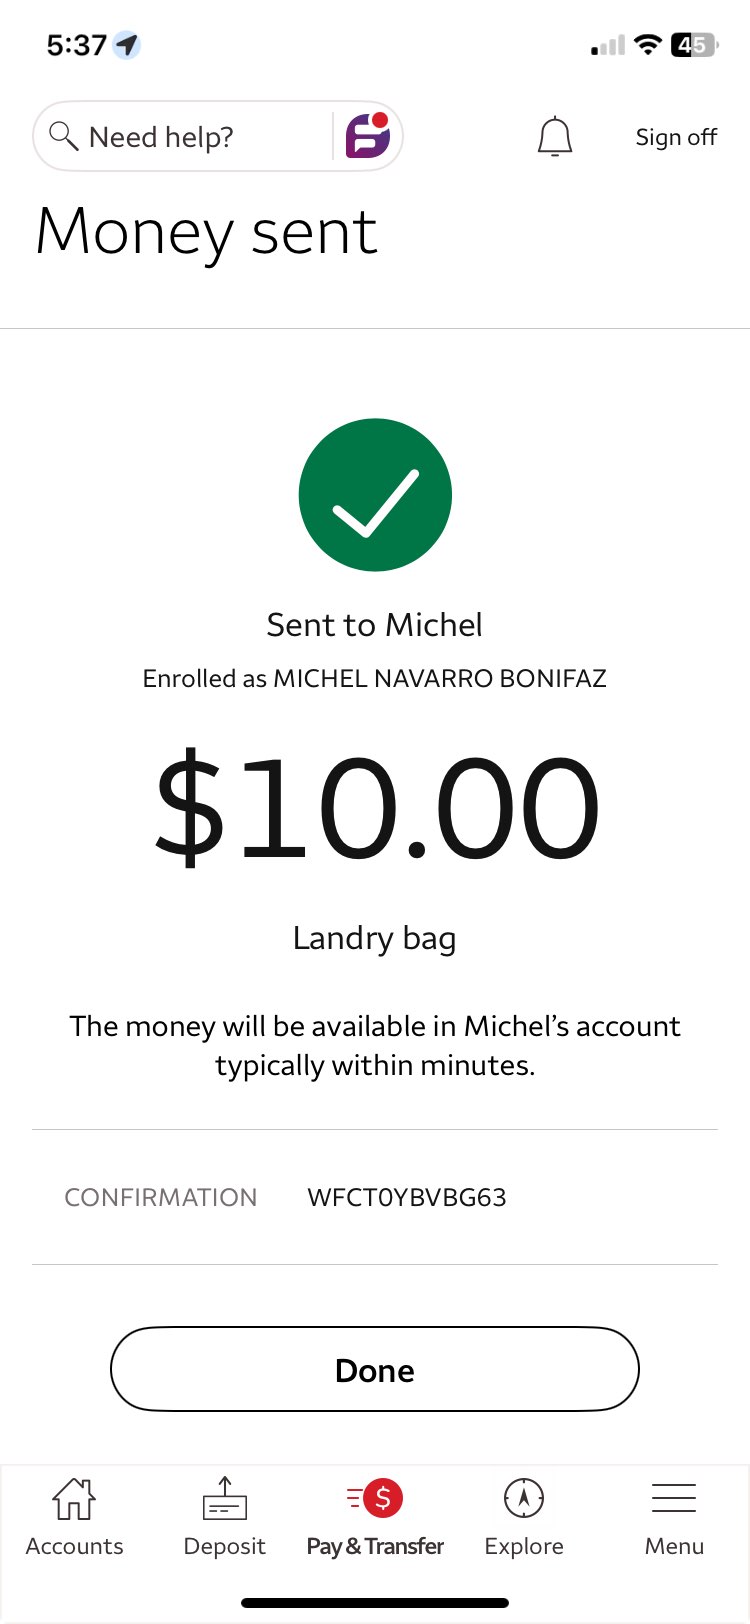 5:37
45
Need help?
Sign off
Money sent
Sent to Michel
Enrolled as MICHEL NAVARRO BONIFAZ
$10.00
Landry bag
The money will be available in Michel’s account
typically within minutes.
CONFIRMATION WFCT0YBVBG63
Done
Accounts Deposit Pay & Transfer Explore Menu